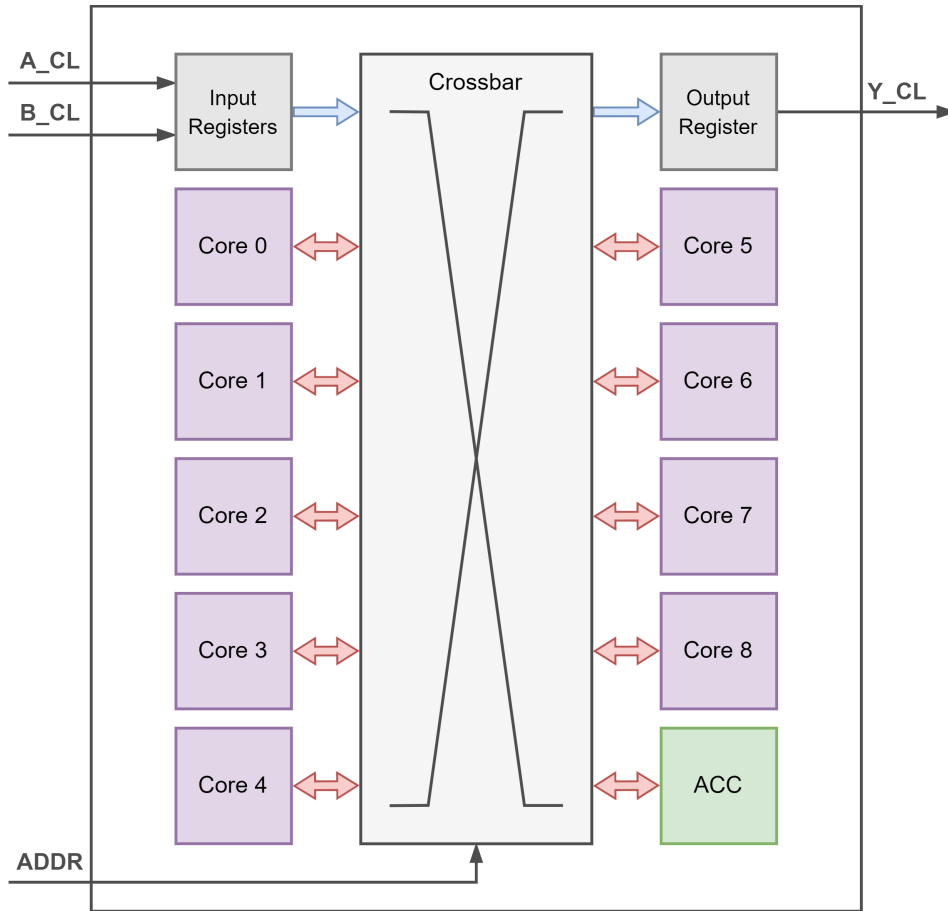 A_CL
B_CL
Input
Registers
Crossbar
Output
Register
Y_CL
Core 0
Core 5
Core 1
Core 6
Core 2
Core 7
Core 3
Core 8
Core 4
ACC
ADDR